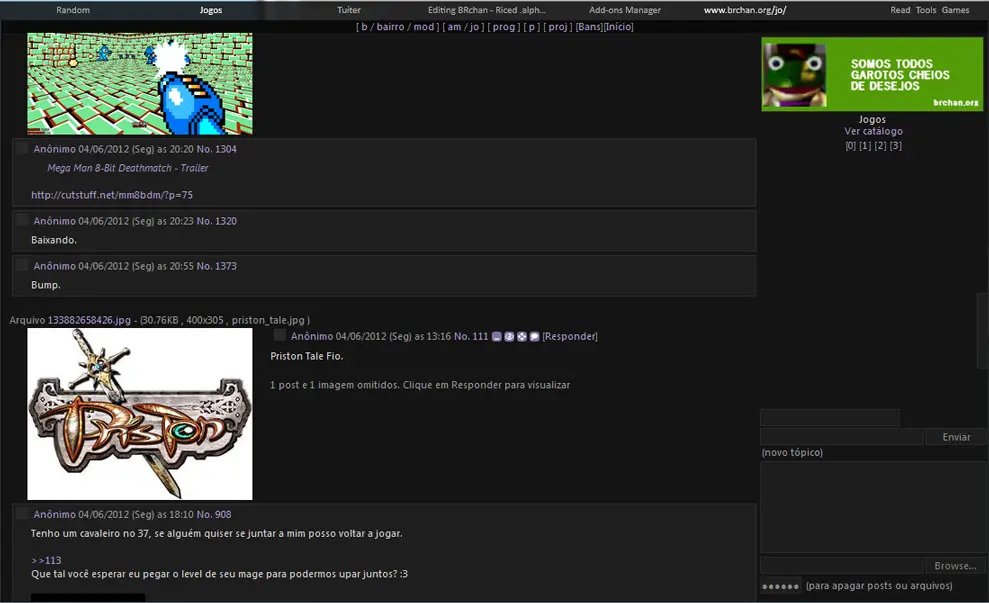 Random Jogos Tuíter Editing BRchan - Riced .alph... Add-ons Manager www.brchan.org/jo/ Read Tools Games
[ b / bairro / mod ] [ am / jo ] [ prog ] [ p ] [ proj ] [Bans][Início]
SOMOS TODOS
GAROTOS CHEIOS
DE DESEJOS
brchan.org
Jogos
Ver catálogo
[0] [1] [2] [3]
Anônimo 04/06/2012 (Seg) as 20:20 No. 1304
Mega Man 8-Bit Deathmatch - Trailer
http://cutstuff.net/mm8bdm/?p=75
Anônimo 04/06/2012 (Seg) as 20:23 No. 1320
Baixando.
Anônimo 04/06/2012 (Seg) as 20:55 No. 1373
Bump.
Arquivo 133882658426.jpg - (30.76KB , 400x305 , priston_tale.jpg )
Anônimo 04/06/2012 (Seg) as 13:16 No. 111 [Responder]
Priston Tale Fio.
1 post e 1 imagem omitidos. Clique em Responder para visualizar
Priston
Anônimo 04/06/2012 (Seg) as 18:10 No. 908
Tenho um cavaleiro no 37, se alguém quiser se juntar a mim posso voltar a jogar.
>>113
Que tal você esperar eu pegar o level de seu mage para podermos upar juntos? :3
Enviar
(novo tópico)
Browse...
●●●●●● (para apagar posts ou arquivos)